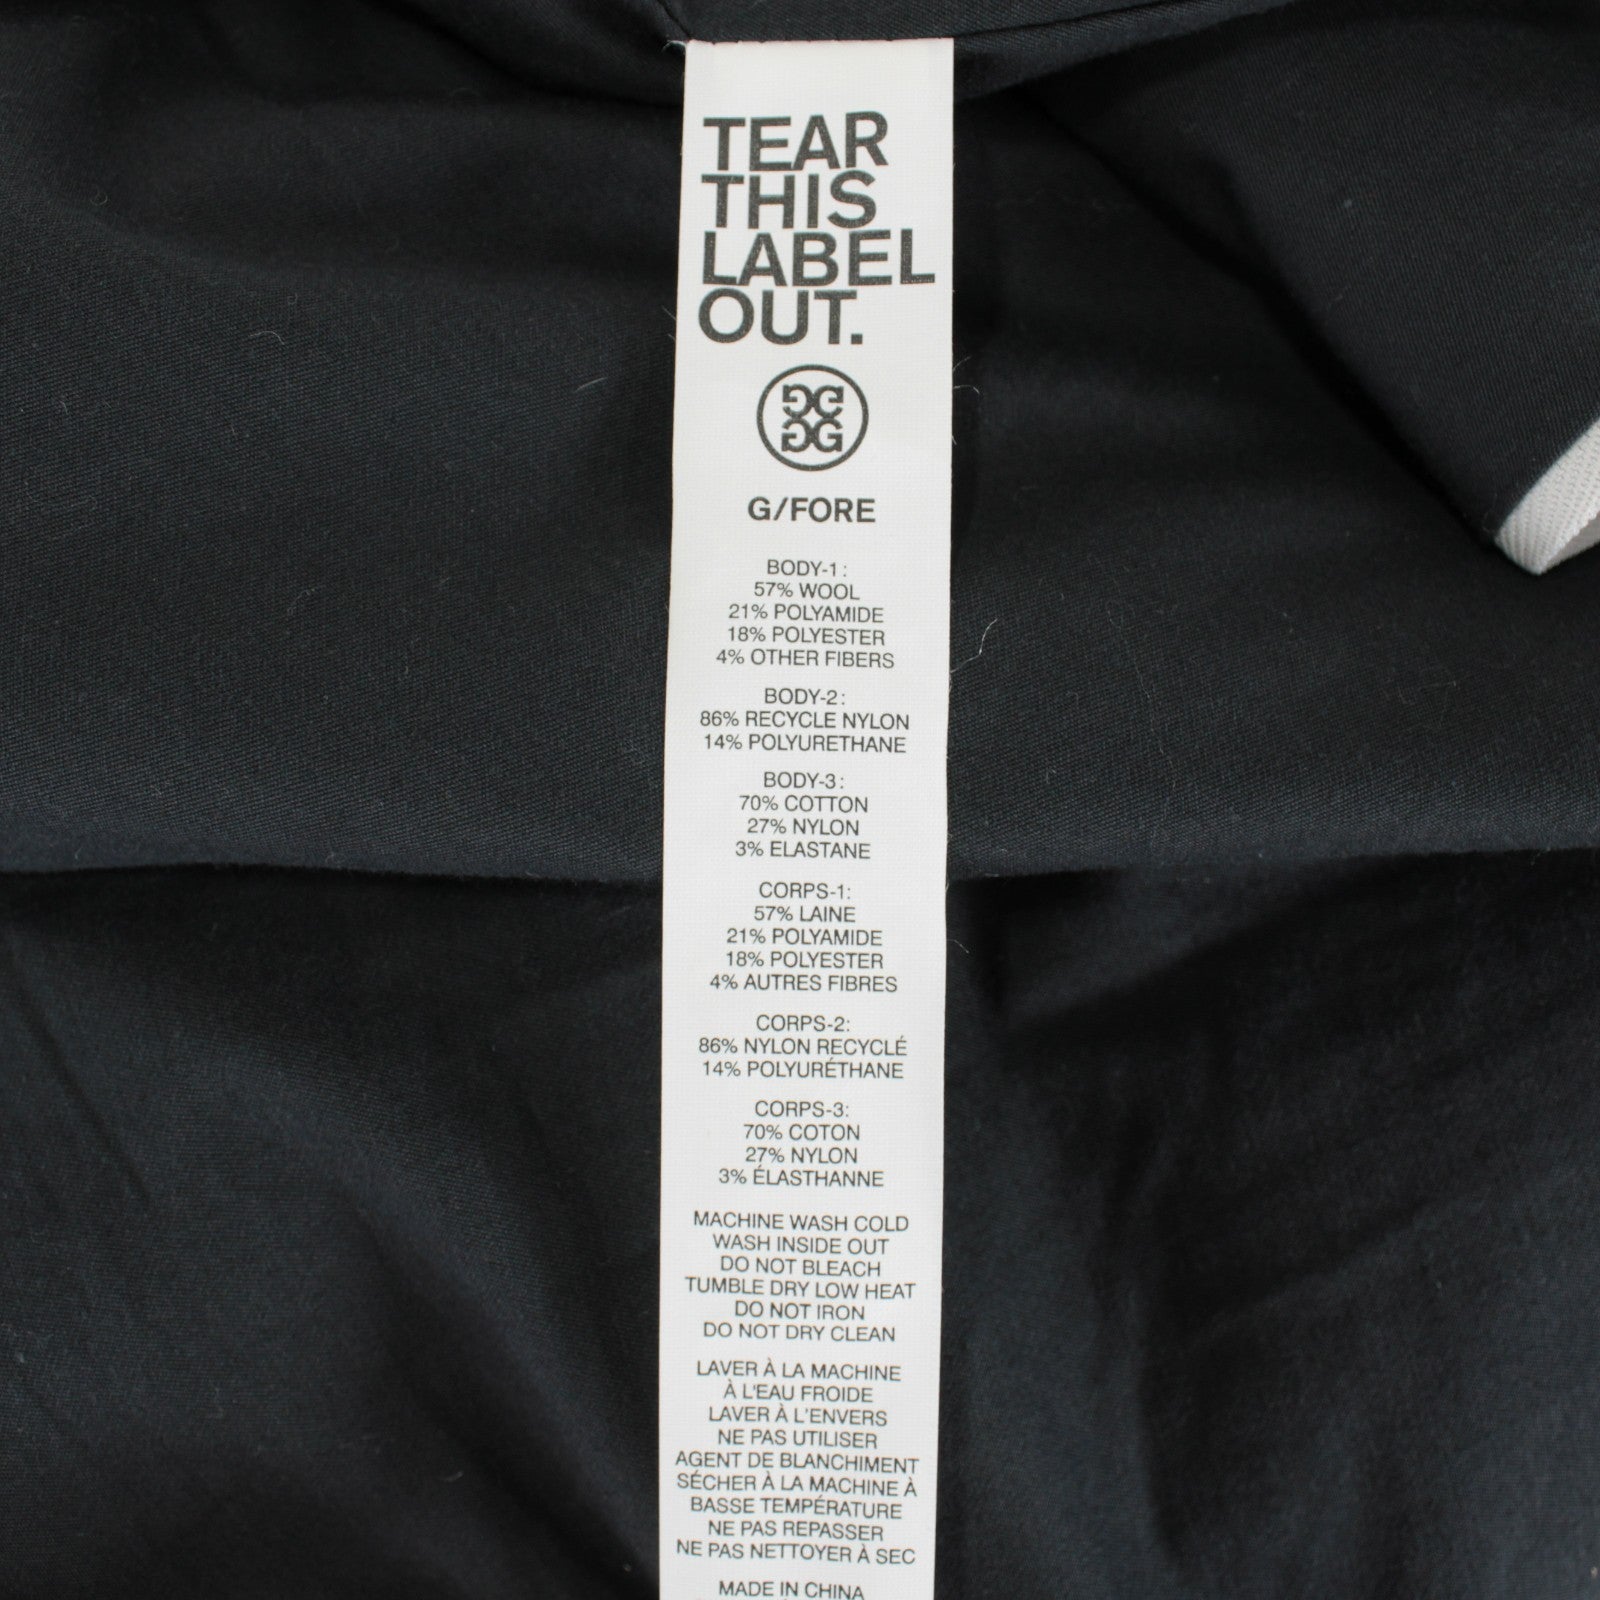 TEAR
THIS
LABEL
OUT.
G/FORE
BODY-1:
57% WOOL
21% POLYAMIDE
18% POLYESTER
4% OTHER FIBERS
BODY-2:
86% RECYCLE NYLON
14% POLYURETHANE
BODY-3:
70% COTTON
27% NYLON
3% ELASTANE
CORPS-1:
57% LAINE
21% POLYAMIDE
18% POLYESTER
4% AUTRES FIBRES
CORPS-2:
86% NYLON RECYCLÉ
14% POLYURÉTHANE
CORPS-3:
70% COTON
27% NYLON
3% ÉLASTHANNE
MACHINE WASH COLD
WASH INSIDE OUT
DO NOT BLEACH
TUMBLE DRY LOW HEAT
DO NOT IRON
DO NOT DRY CLEAN
LAVER À LA MACHINE
À L'EAU FROIDE
LAVER À L'ENVERS
NE PAS UTILISER
AGENT DE BLANCHIMENT
SÉCHER À LA MACHINE À
BASSE TEMPÉRATURE
NE PAS REPASSER
NE PAS NETTOYER À SEC
MADE IN CHINA